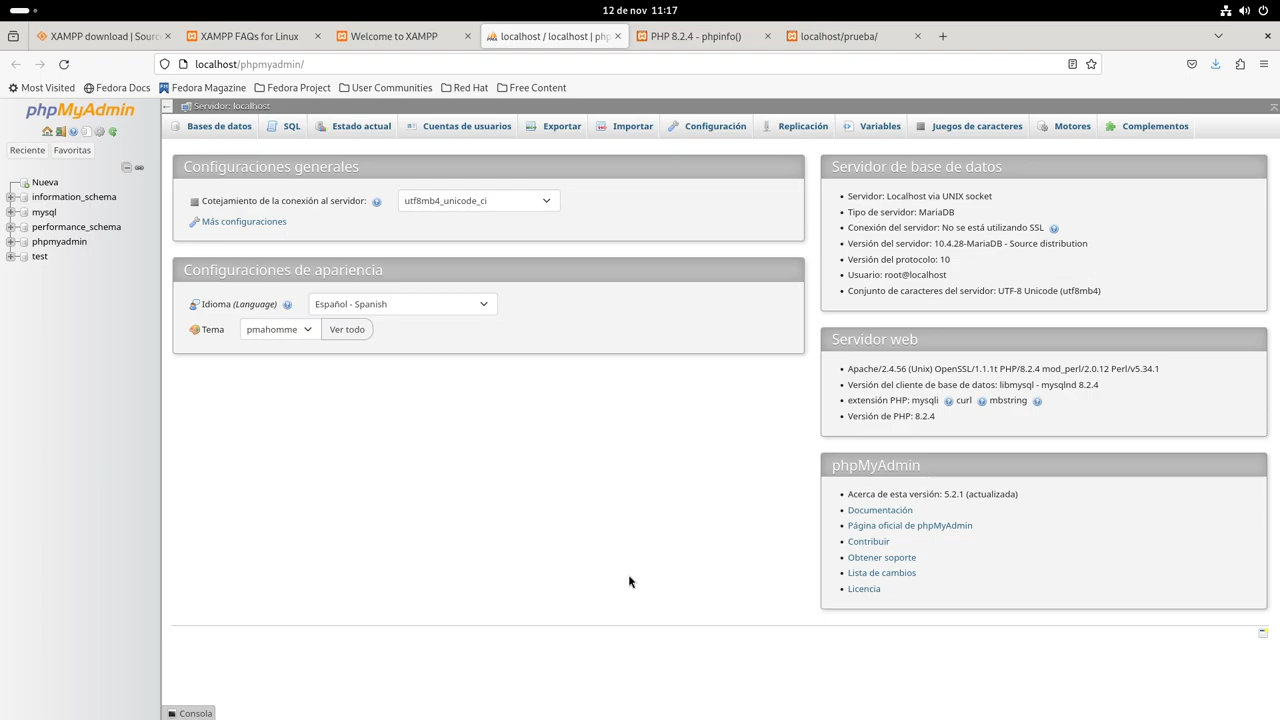 12 de nov 11:17
XAMPP download | Sourc
XAMPP FAQs for Linux
Welcome to XAMPP
localhost / localhost | php
PHP 8.2.4 - phpinfo()
localhost/prueba/
localhost/phpmyadmin/
Most Visited
Fedora Docs
Fedora Magazine
Fedora Project
User Communities
Red Hat
Free Content
phpMyAdmin
Reciente
Favoritas
Nueva
information_schema
mysql
performance_schema
phpmyadmin
test
Servidor: localhost
Bases de datos
SQL
Estado actual
Cuentas de usuarios
Exportar
Importar
Configuración
Replicación
Variables
Juegos de caracteres
Motores
Complementos
Configuraciones generales
Cotejamiento de la conexión al servidor:
utf8mb4_unicode_ci
Más configuraciones
Configuraciones de apariencia
Idioma (Language)
Español - Spanish
Tema
pmahomme
Ver todo
Servidor de base de datos
Servidor: Localhost via UNIX socket
Tipo de servidor: MariaDB
Conexión del servidor: No se está utilizando SSL
Versión del servidor: 10.4.28-MariaDB - Source distribution
Versión del protocolo: 10
Usuario: root@localhost
Conjunto de caracteres del servidor: UTF-8 Unicode (utf8mb4)
Servidor web
Apache/2.4.56 (Unix) OpenSSL/1.1.1t PHP/8.2.4 mod_perl/2.0.12 Perl/v5.34.1
Versión del cliente de base de datos: libmysql - mysqlnd 8.2.4
extensión PHP: mysqli curl mbstring
Versión de PHP: 8.2.4
phpMyAdmin
Acerca de esta versión: 5.2.1 (actualizada)
Documentación
Página oficial de phpMyAdmin
Contribuir
Obtener soporte
Lista de cambios
Licencia
Consola